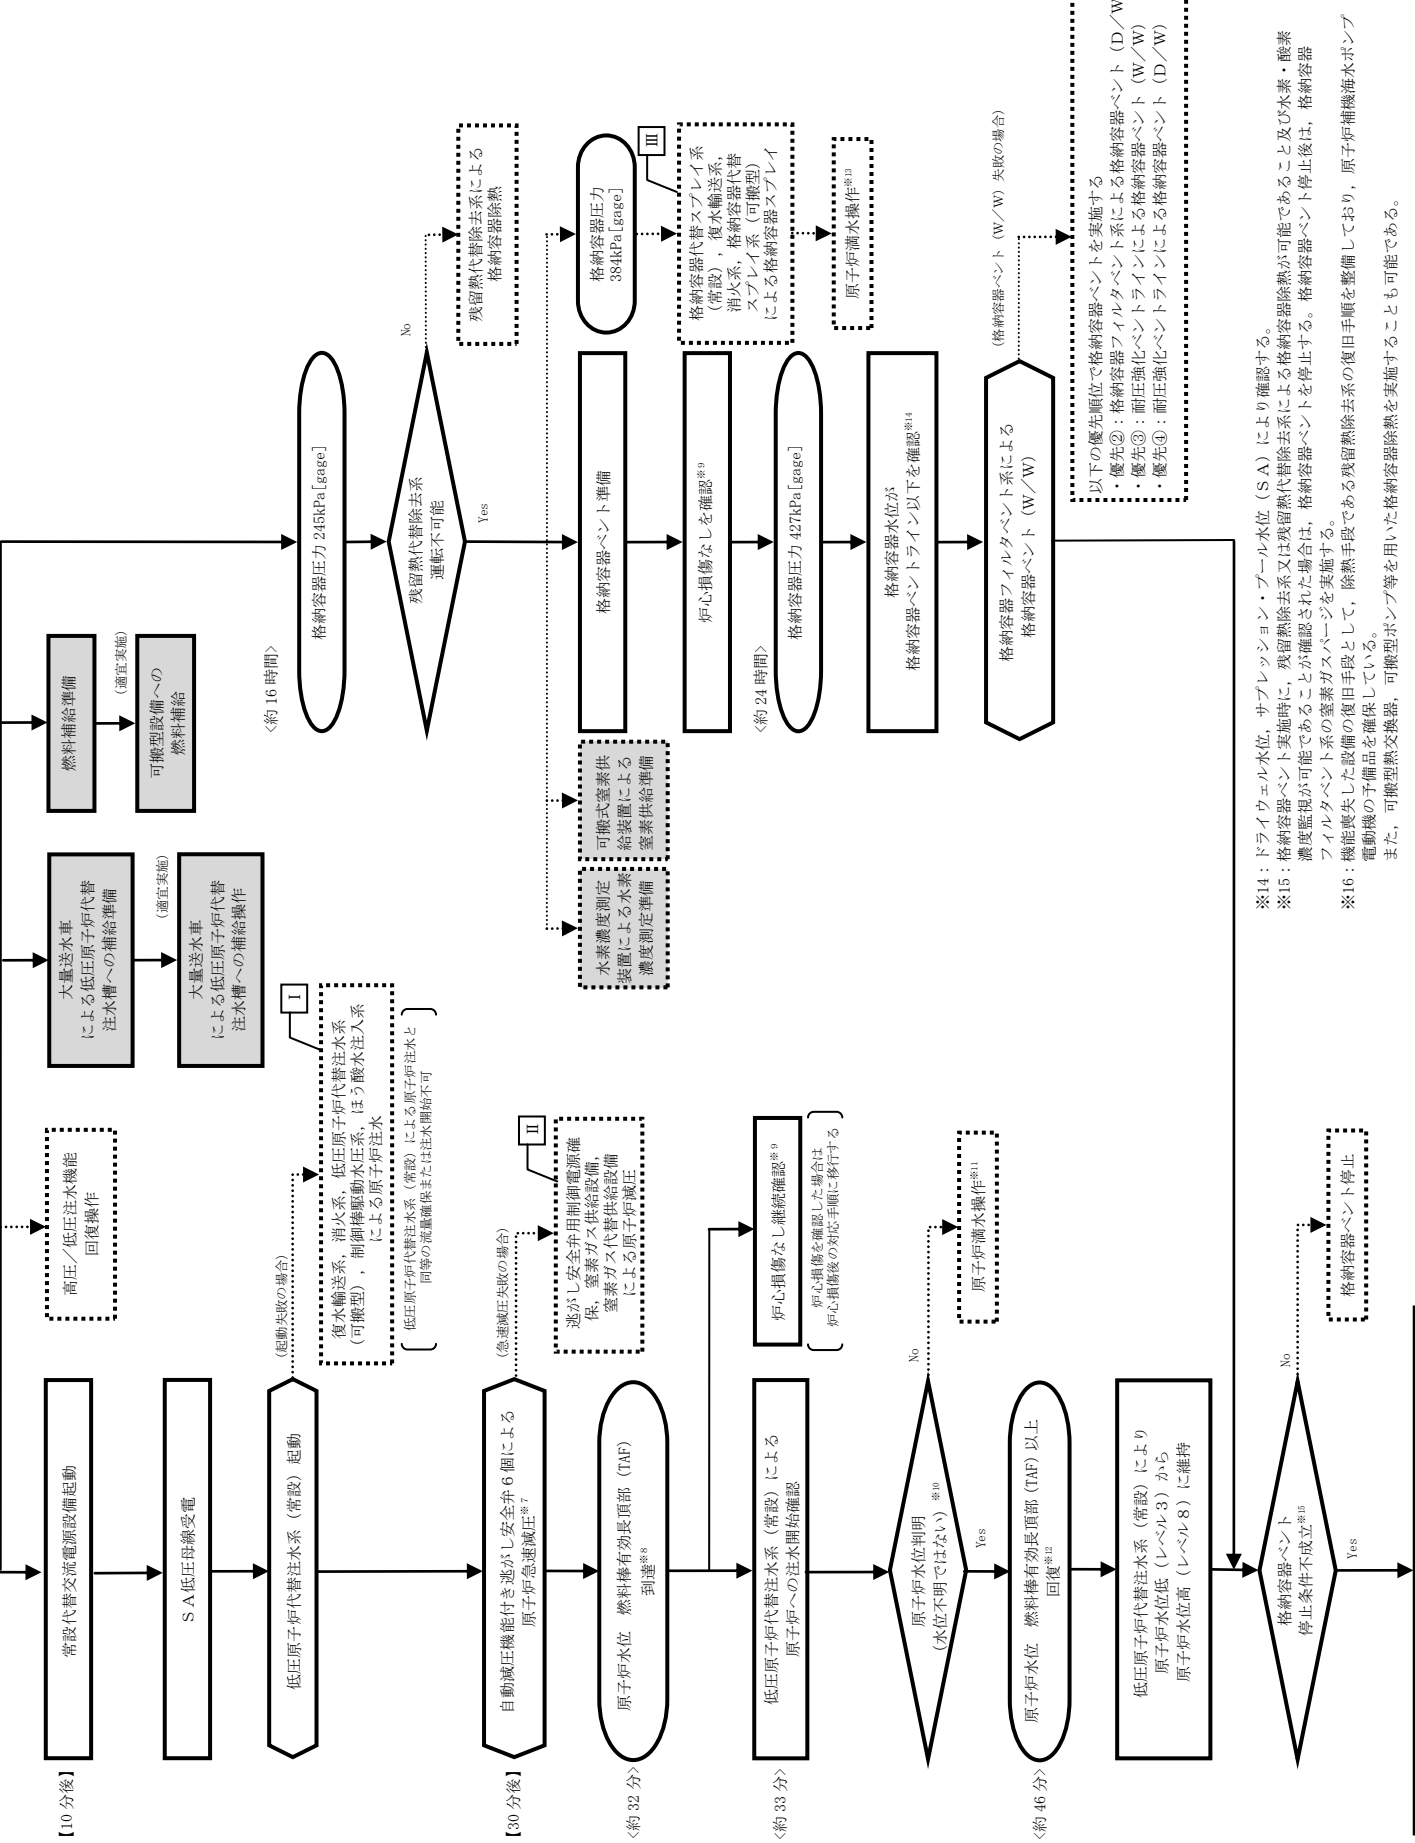 【10 分後】
常設代替交流電源設備起動
高圧／低圧注水機能
回復操作
大量送水車
による低圧原子炉代替
注水槽への補給準備
(適宜実施)
大量送水車
による低圧原子炉代替
注水槽への補給操作
燃料補給準備
(適宜実施)
可搬型設備への
燃料補給
ＳＡ低圧母線受電
低圧原子炉代替注水系（常設）起動
(起動失敗の場合)
Ⅰ
復水輸送系，消火系，低圧原子炉代替注水系
（可搬型），制御棒駆動水圧系，ほう酸水注入系
による原子炉注水
低圧原子炉代替注水系（常設）による原子炉注水と
同等の流量確保または注水開始不可
【30 分後】
自動減圧機能付き逃がし安全弁６個による
原子炉急速減圧※７
(急速減圧失敗の場合)
Ⅱ
逃がし安全弁用制御電源確
保，窒素ガス供給設備，
窒素ガス代替供給設備
による原子炉減圧
<約 32 分>
原子炉水位　燃料棒有効長頂部（TAF）
到達※８
<約 33 分>
低圧原子炉代替注水系（常設）による
原子炉への注水開始確認
炉心損傷なし継続確認※９
炉心損傷を確認した場合は
炉心損傷後の対応手順に移行する
原子炉水位判明
（水位不明ではない）※10
No
原子炉満水操作※11
Yes
<約 46 分>
原子炉水位　燃料棒有効長頂部（TAF）以上
回復※12
低圧原子炉代替注水系（常設）により
原子炉水位低（レベル３）から
原子炉水位高（レベル８）に維持
格納容器ベント
停止条件不成立※15
No
格納容器ベント停止
Yes
<約 16 時間>
格納容器圧力 245kPa[gage]
残留熱代替除去系
運転不可能
No
残留熱代替除去系による
格納容器除熱
Yes
水素濃度測定
装置による水素
濃度測定準備
可搬式窒素供
給装置による
窒素供給準備
格納容器ベント準備
格納容器圧力
384kPa[gage]
Ⅲ
格納容器代替スプレイ系
（常設），復水輸送系，
消火系，格納容器代替
スプレイ系（可搬型）
による格納容器スプレイ
原子炉満水操作※13
炉心損傷なしを確認※９
<約 24 時間>
格納容器圧力 427kPa[gage]
格納容器水位が
格納容器ベントライン以下を確認※14
格納容器フィルタベント系による
格納容器ベント（Ｗ／Ｗ）
(格納容器ベント（Ｗ／Ｗ）失敗の場合)
以下の優先順位で格納容器ベントを実施する
・優先②：格納容器フィルタベント系による格納容器ベント（Ｄ／Ｗ
・優先③：耐圧強化ベントラインによる格納容器ベント（Ｗ／Ｗ）
・優先④：耐圧強化ベントラインによる格納容器ベント（Ｄ／Ｗ）
※14：ドライウェル水位，サプレッション・プール水位（ＳＡ）により確認する。
※15：格納容器ベント実施時に，残留熱除去系又は残留熱代替除去系による格納容器除熱が可能であること及び水素・酸素
濃度監視が可能であることが確認された場合は，格納容器ベントを停止する。格納容器ベント停止後は，格納容器
フィルタベント系の窒素ガスパージを実施する。
※16：機能喪失した設備の復旧手段として，除熱手段である残留熱除去系の復旧手順を整備しており，原子炉補機海水ポンプ
電動機の予備品を確保している。
また，可搬型熱交換器，可搬型ポンプ等を用いた格納容器除熱を実施することも可能である。